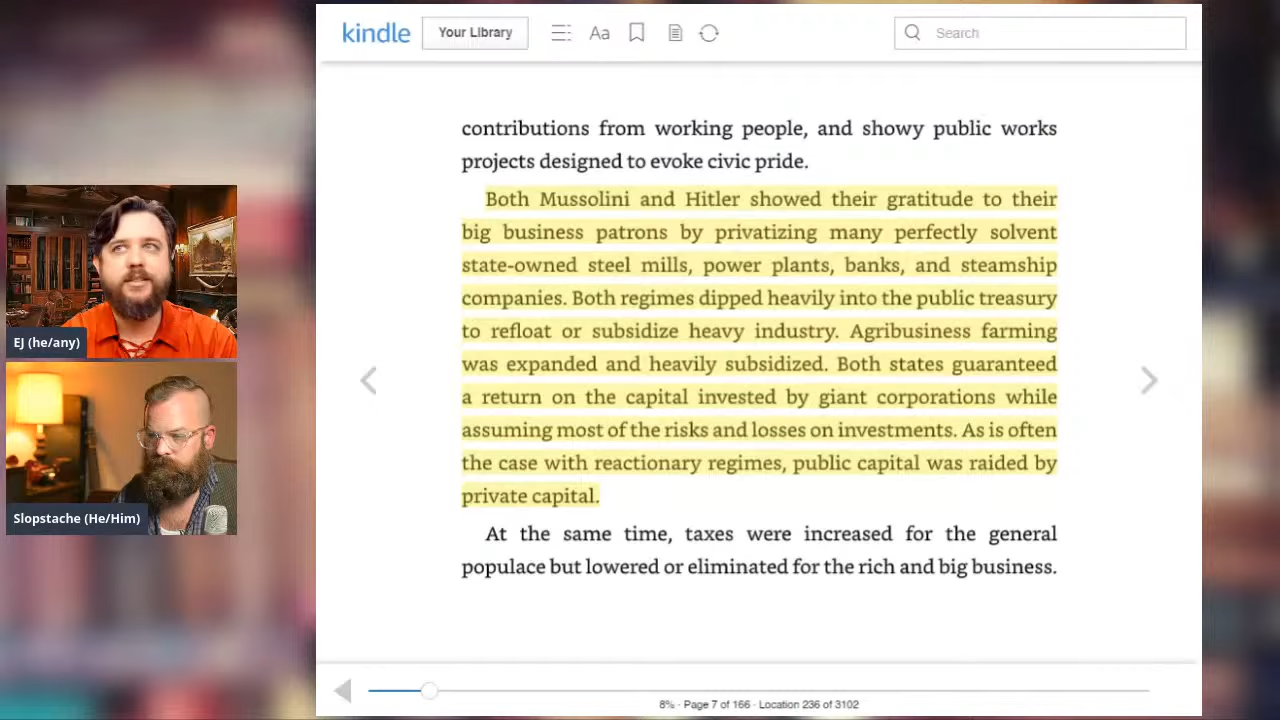 kindle
Your Library
Aa
Search
contributions from working people, and showy public works
projects designed to evoke civic pride.
Both Mussolini and Hitler showed their gratitude to their
big business patrons by privatizing many perfectly solvent
state-owned steel mills, power plants, banks, and steamship
companies. Both regimes dipped heavily into the public treasury
to refloat or subsidize heavy industry. Agribusiness farming
was expanded and heavily subsidized. Both states guaranteed
a return on the capital invested by giant corporations while
assuming most of the risks and losses on investments. As is often
the case with reactionary regimes, public capital was raided by
private capital.
At the same time, taxes were increased for the general
populace but lowered or eliminated for the rich and big business.
8% · Page 7 of 166 · Location 236 of 3102
EJ (he/any)
Slopstache (He/Him)